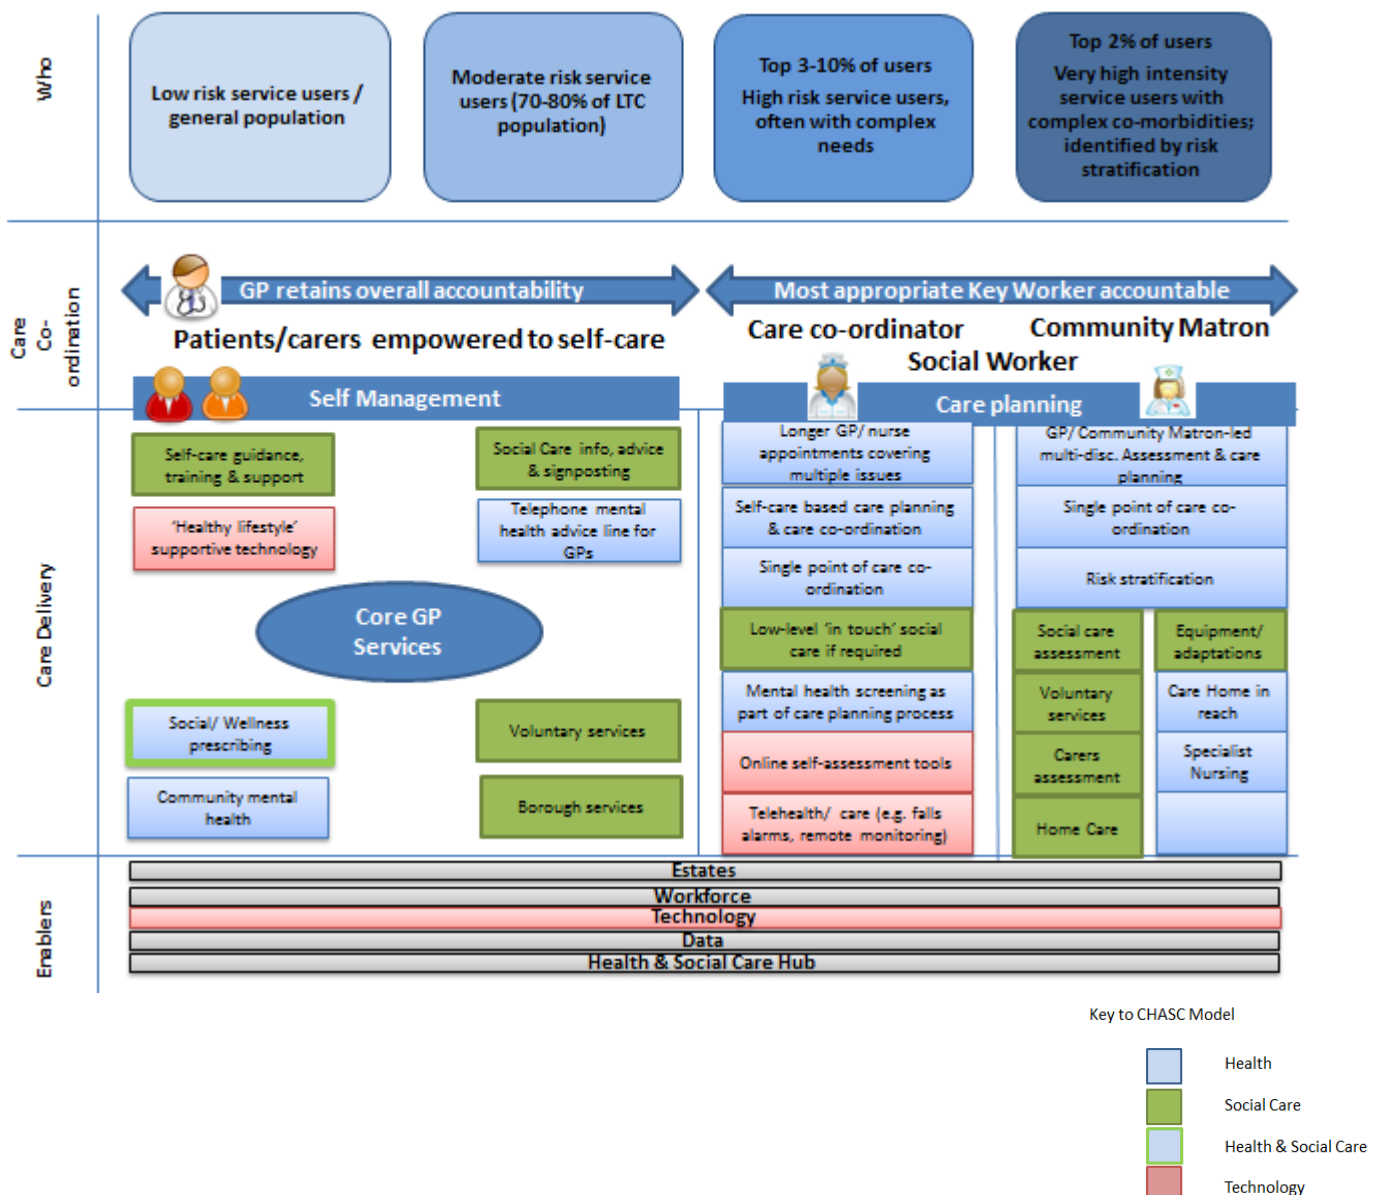 Who
Low risk service users /
general population
Moderate risk service
users (70-80% of LTC
population)
Top 3-10% of users
High risk service users,
often with complex
needs
Top 2% of users
Very high intensity
service users with
complex co-morbidities;
identified by risk
stratification
Care
Co-
ordination
GP retains overall accountability
Most appropriate Key Worker accountable
Patients/carers empowered to self-care
Care co-ordinator
Community Matron
Social Worker
Self Management
Care planning
Care Delivery
Self-care guidance,
training & support
Social Care info, advice
& signposting
'Healthy lifestyle'
supportive technology
Telephone mental
health advice line for
GPs
Core GP
Services
Social/ Wellness
prescribing
Voluntary services
Community mental
health
Borough services
Longer GP/ nurse
appointments covering
multiple issues
Self-care based care planning
& care co-ordination
Single point of care co-
ordination
Low-level 'in touch' social
care if required
Mental health screening as
part of care planning process
Online self-assessment tools
Telehealth/ care (e.g. falls
alarms, remote monitoring)
GP/ Community Matron-led
multi-disc. Assessment & care
planning
Single point of care co-
ordination
Risk stratification
Social care
assessment
Equipment/
adaptations
Voluntary
services
Care Home in
reach
Carers
assessment
Specialist
Nursing
Home Care
Enablers
Estates
Workforce
Technology
Data
Health & Social Care Hub
Key to CHASC Model
Health
Social Care
Health & Social Care
Technology